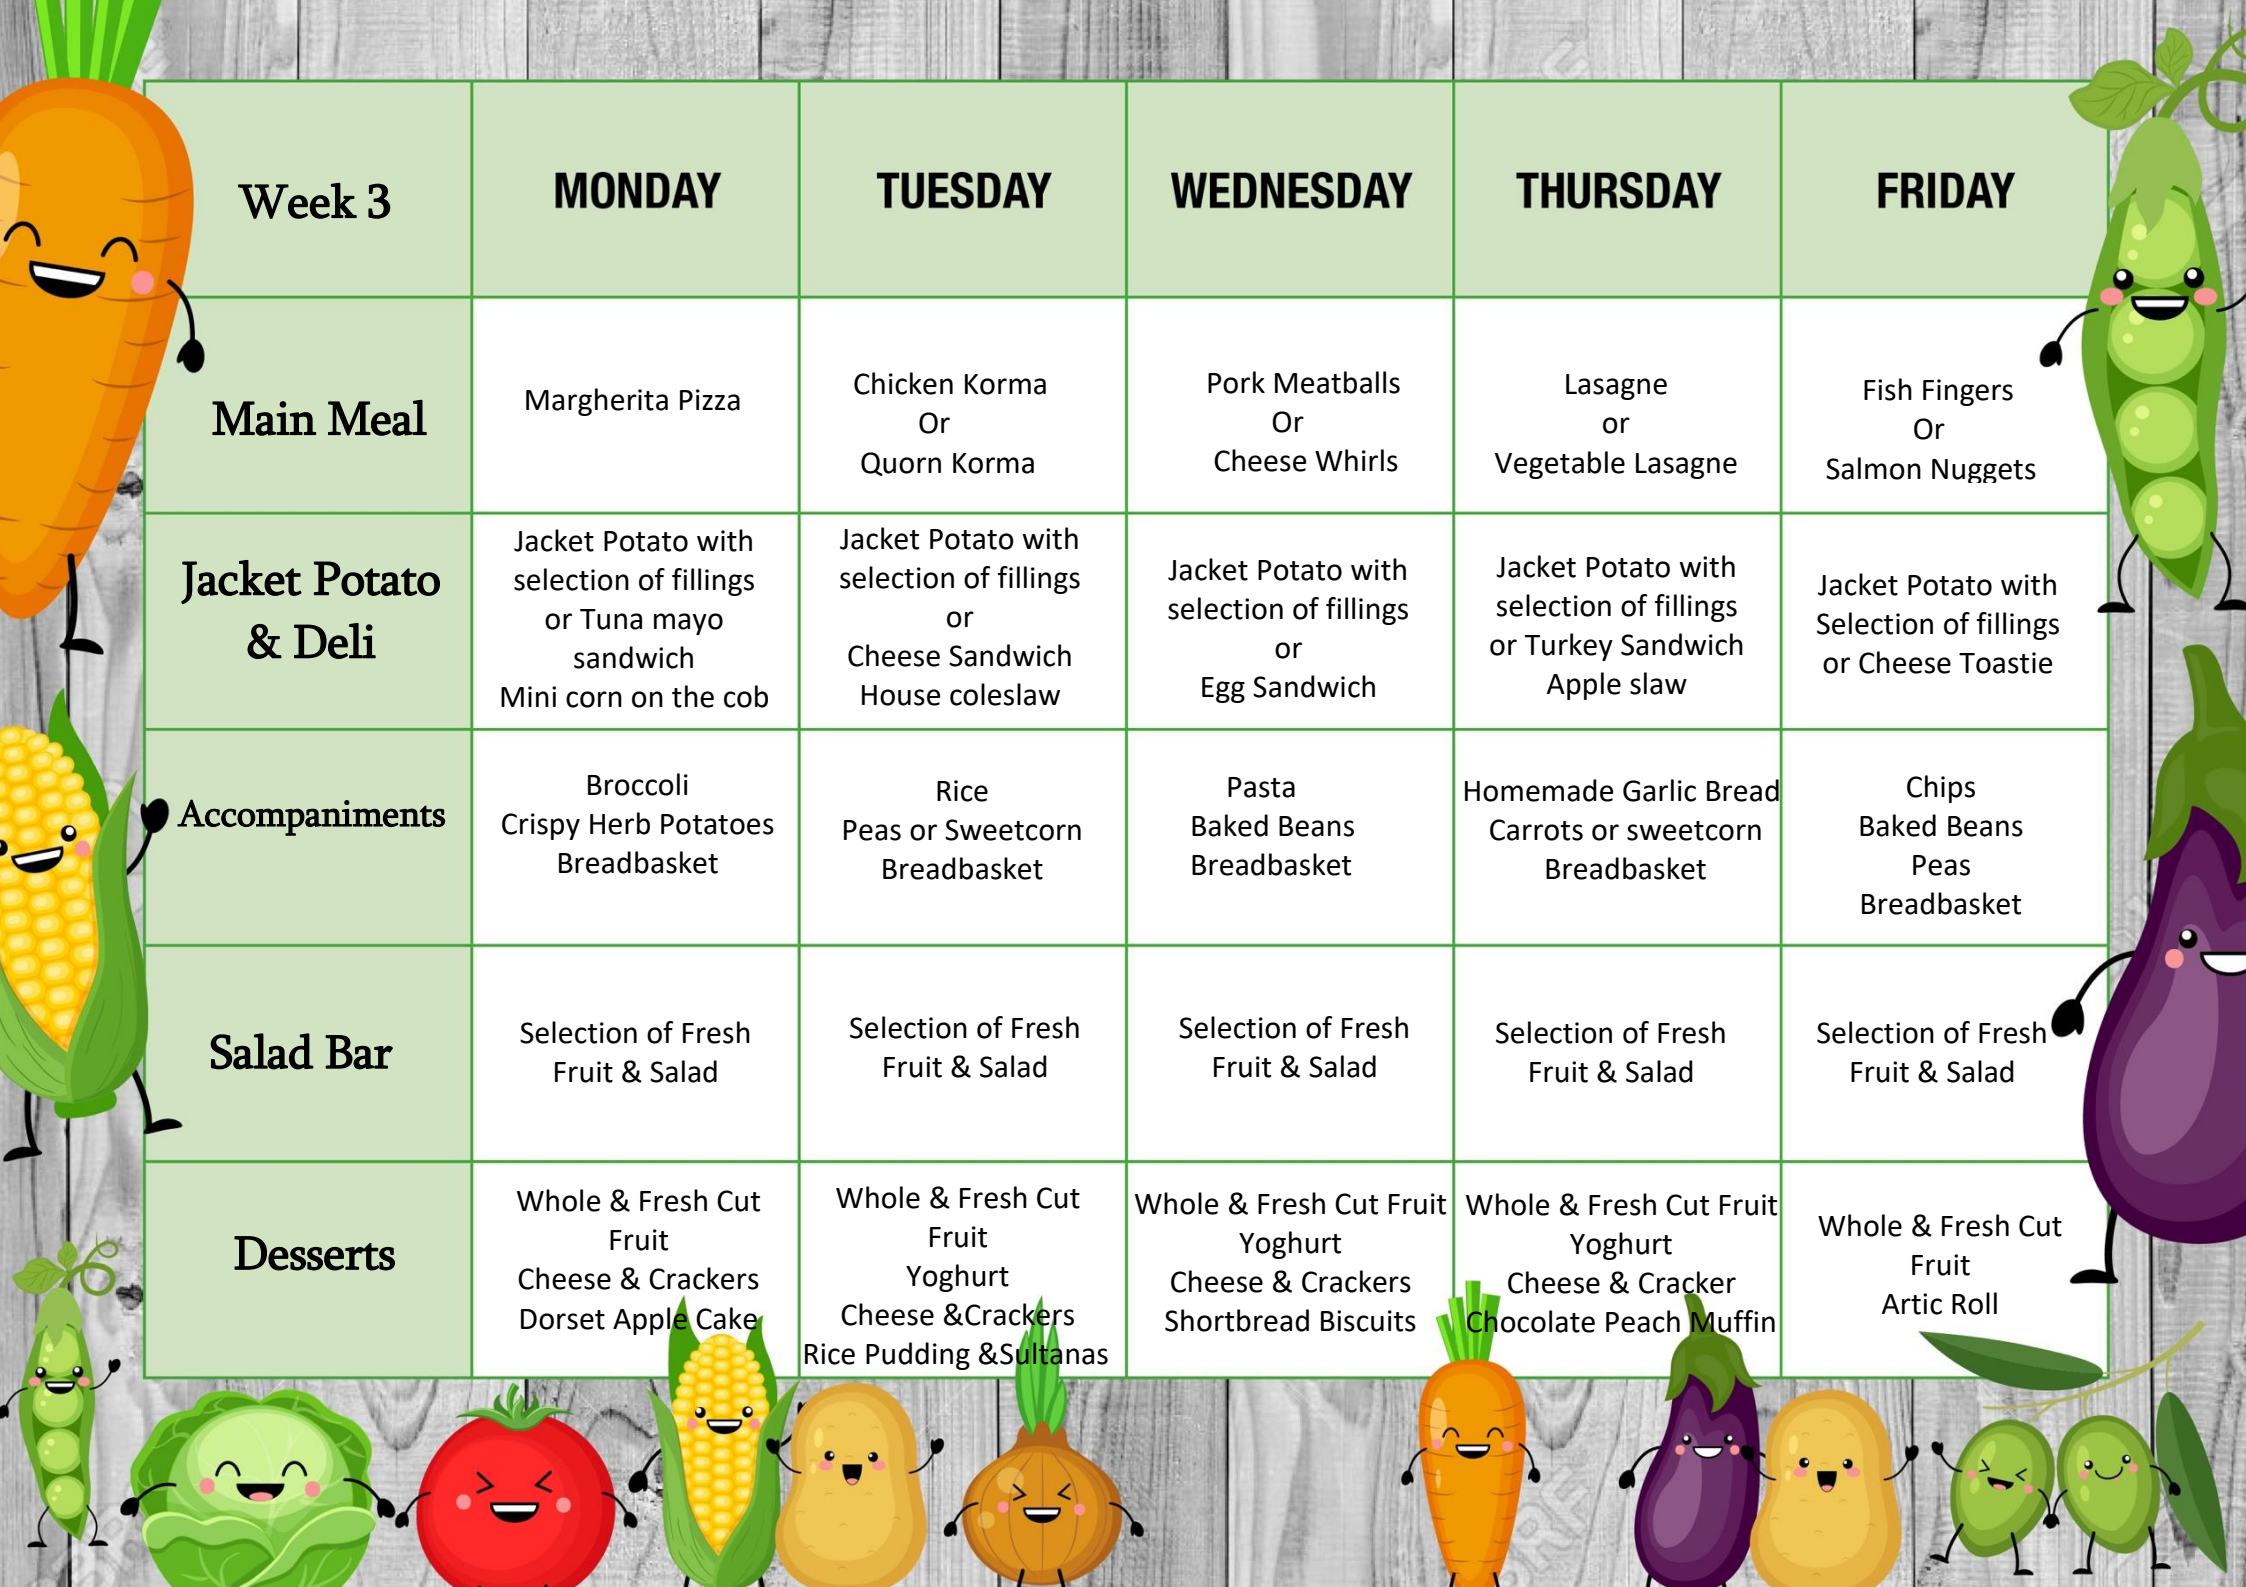 Week 3
MONDAY
TUESDAY
WEDNESDAY
THURSDAY
FRIDAY
Main Meal
Margherita Pizza
Chicken Korma
Or
Quorn Korma
Pork Meatballs
Or
Cheese Whirls
Lasagne
or
Vegetable Lasagne
Fish Fingers
Or
Salmon Nuggets
Jacket Potato
& Deli
Jacket Potato with
selection of fillings
or Tuna mayo
sandwich
Mini corn on the cob
Jacket Potato with
selection of fillings
or
Cheese Sandwich
House coleslaw
Jacket Potato with
selection of fillings
or
Egg Sandwich
Jacket Potato with
selection of fillings
or Turkey Sandwich
Apple slaw
Jacket Potato with
Selection of fillings
or Cheese Toastie
Accompaniments
Broccoli
Crispy Herb Potatoes
Breadbasket
Rice
Peas or Sweetcorn
Breadbasket
Pasta
Baked Beans
Breadbasket
Homemade Garlic Bread
Carrots or sweetcorn
Breadbasket
Chips
Baked Beans
Peas
Breadbasket
Salad Bar
Selection of Fresh
Fruit & Salad
Selection of Fresh
Fruit & Salad
Selection of Fresh
Fruit & Salad
Selection of Fresh
Fruit & Salad
Selection of Fresh
Fruit & Salad
Desserts
Whole & Fresh Cut
Fruit
Cheese & Crackers
Dorset Apple Cake
Whole & Fresh Cut
Fruit
Yoghurt
Cheese &Crackers
Rice Pudding &Sultanas
Whole & Fresh Cut Fruit
Yoghurt
Cheese & Crackers
Shortbread Biscuits
Whole & Fresh Cut Fruit
Yoghurt
Cheese & Cracker
Chocolate Peach Muffin
Whole & Fresh Cut
Fruit
Artic Roll